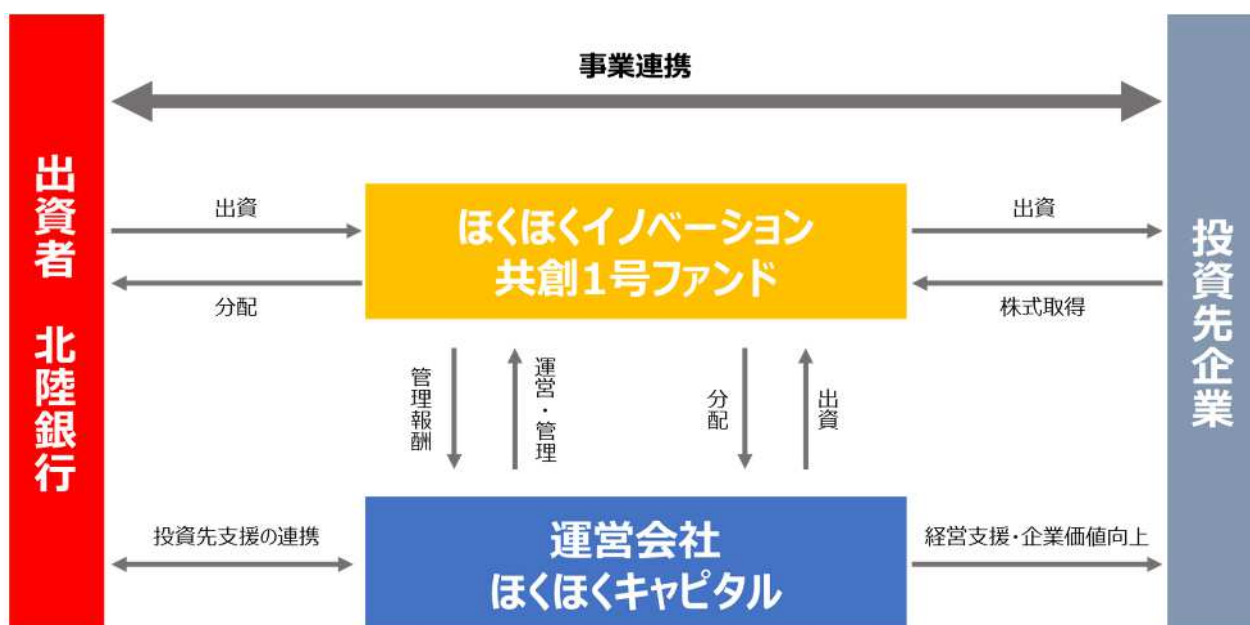 事業連携
出資者 北陸銀行
出資
分配
ほくほくイノベーション
共創1号ファンド
出資
株式取得
投資先企業
管理報酬
運営・管理
分配
出資
投資先支援の連携
運営会社
ほくほくキャピタル
経営支援・企業価値向上